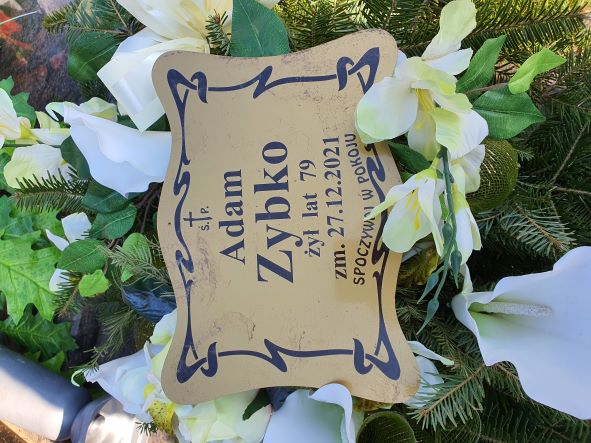 Ś.P.
Adam
Zybko
żył lat 79
zm. 27.12.2021
SPOCZYWAJ W POKOJU